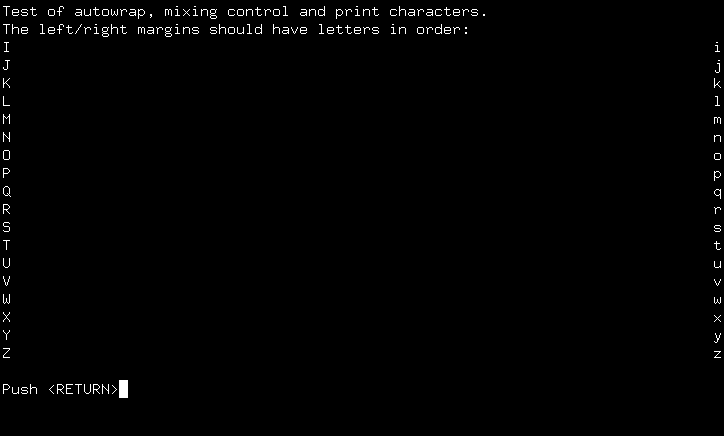 Test of autowrap, mixing control and print characters.
The left/right margins should have letters in order:
I i
J j
K k
L l
M m
N n
O o
P p
Q q
R r
S s
T t
U u
V v
W w
X x
Y y
Z z
Push <RETURN>